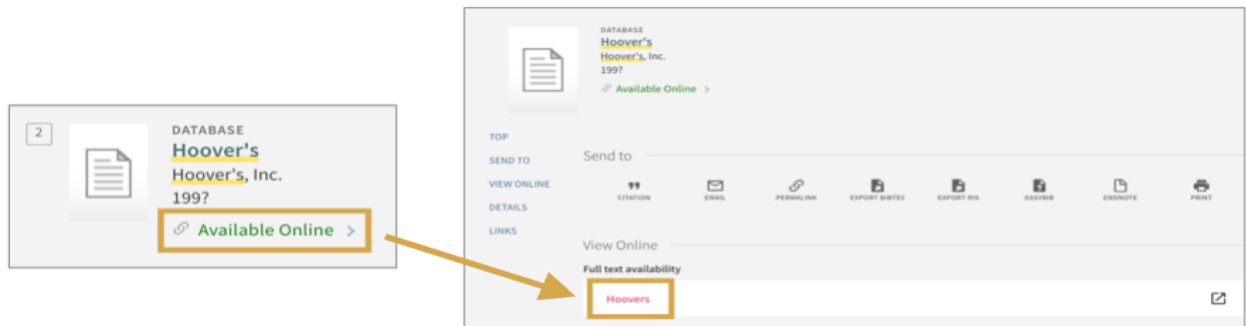 2
DATABASE
Hoover's
Hoover's, Inc.
199?
Available Online >
DATABASE
Hoover's
Hoover's, Inc.
199?
Available Online >
TOP
SEND TO
VIEW ONLINE
DETAILS
LINKS
Send to
CITATION EMAIL PERMALINK EXPORT BIBTEX EXPORT RIS EASYBIB ENDNOTE PRINT
View Online
Full text availability
Hoovers